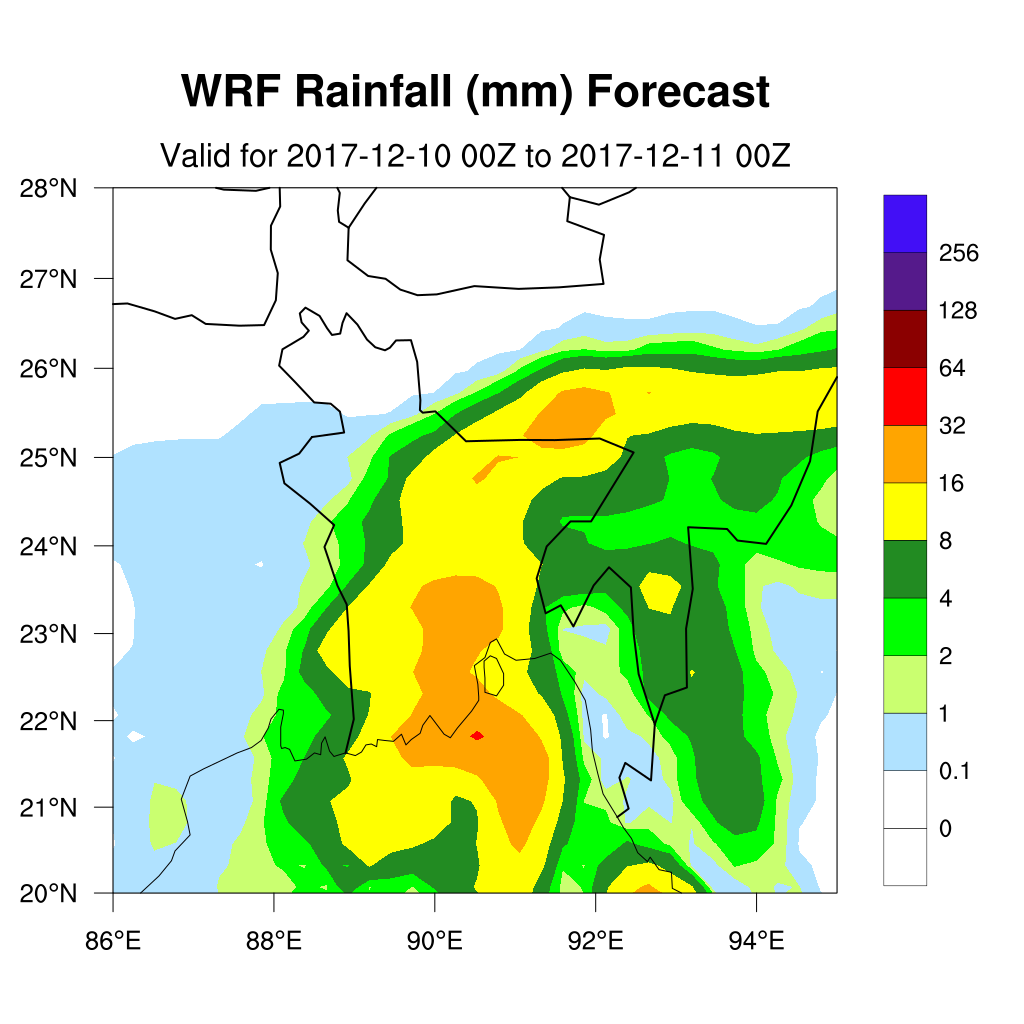 WRF Rainfall (mm) Forecast
Valid for 2017-12-10 00Z to 2017-12-11 00Z
28°N
27°N
26°N
25°N
24°N
23°N
22°N
21°N
20°N
86°E
88°E
90°E
92°E
94°E
256
128
64
32
16
8
4
2
1
0.1
0